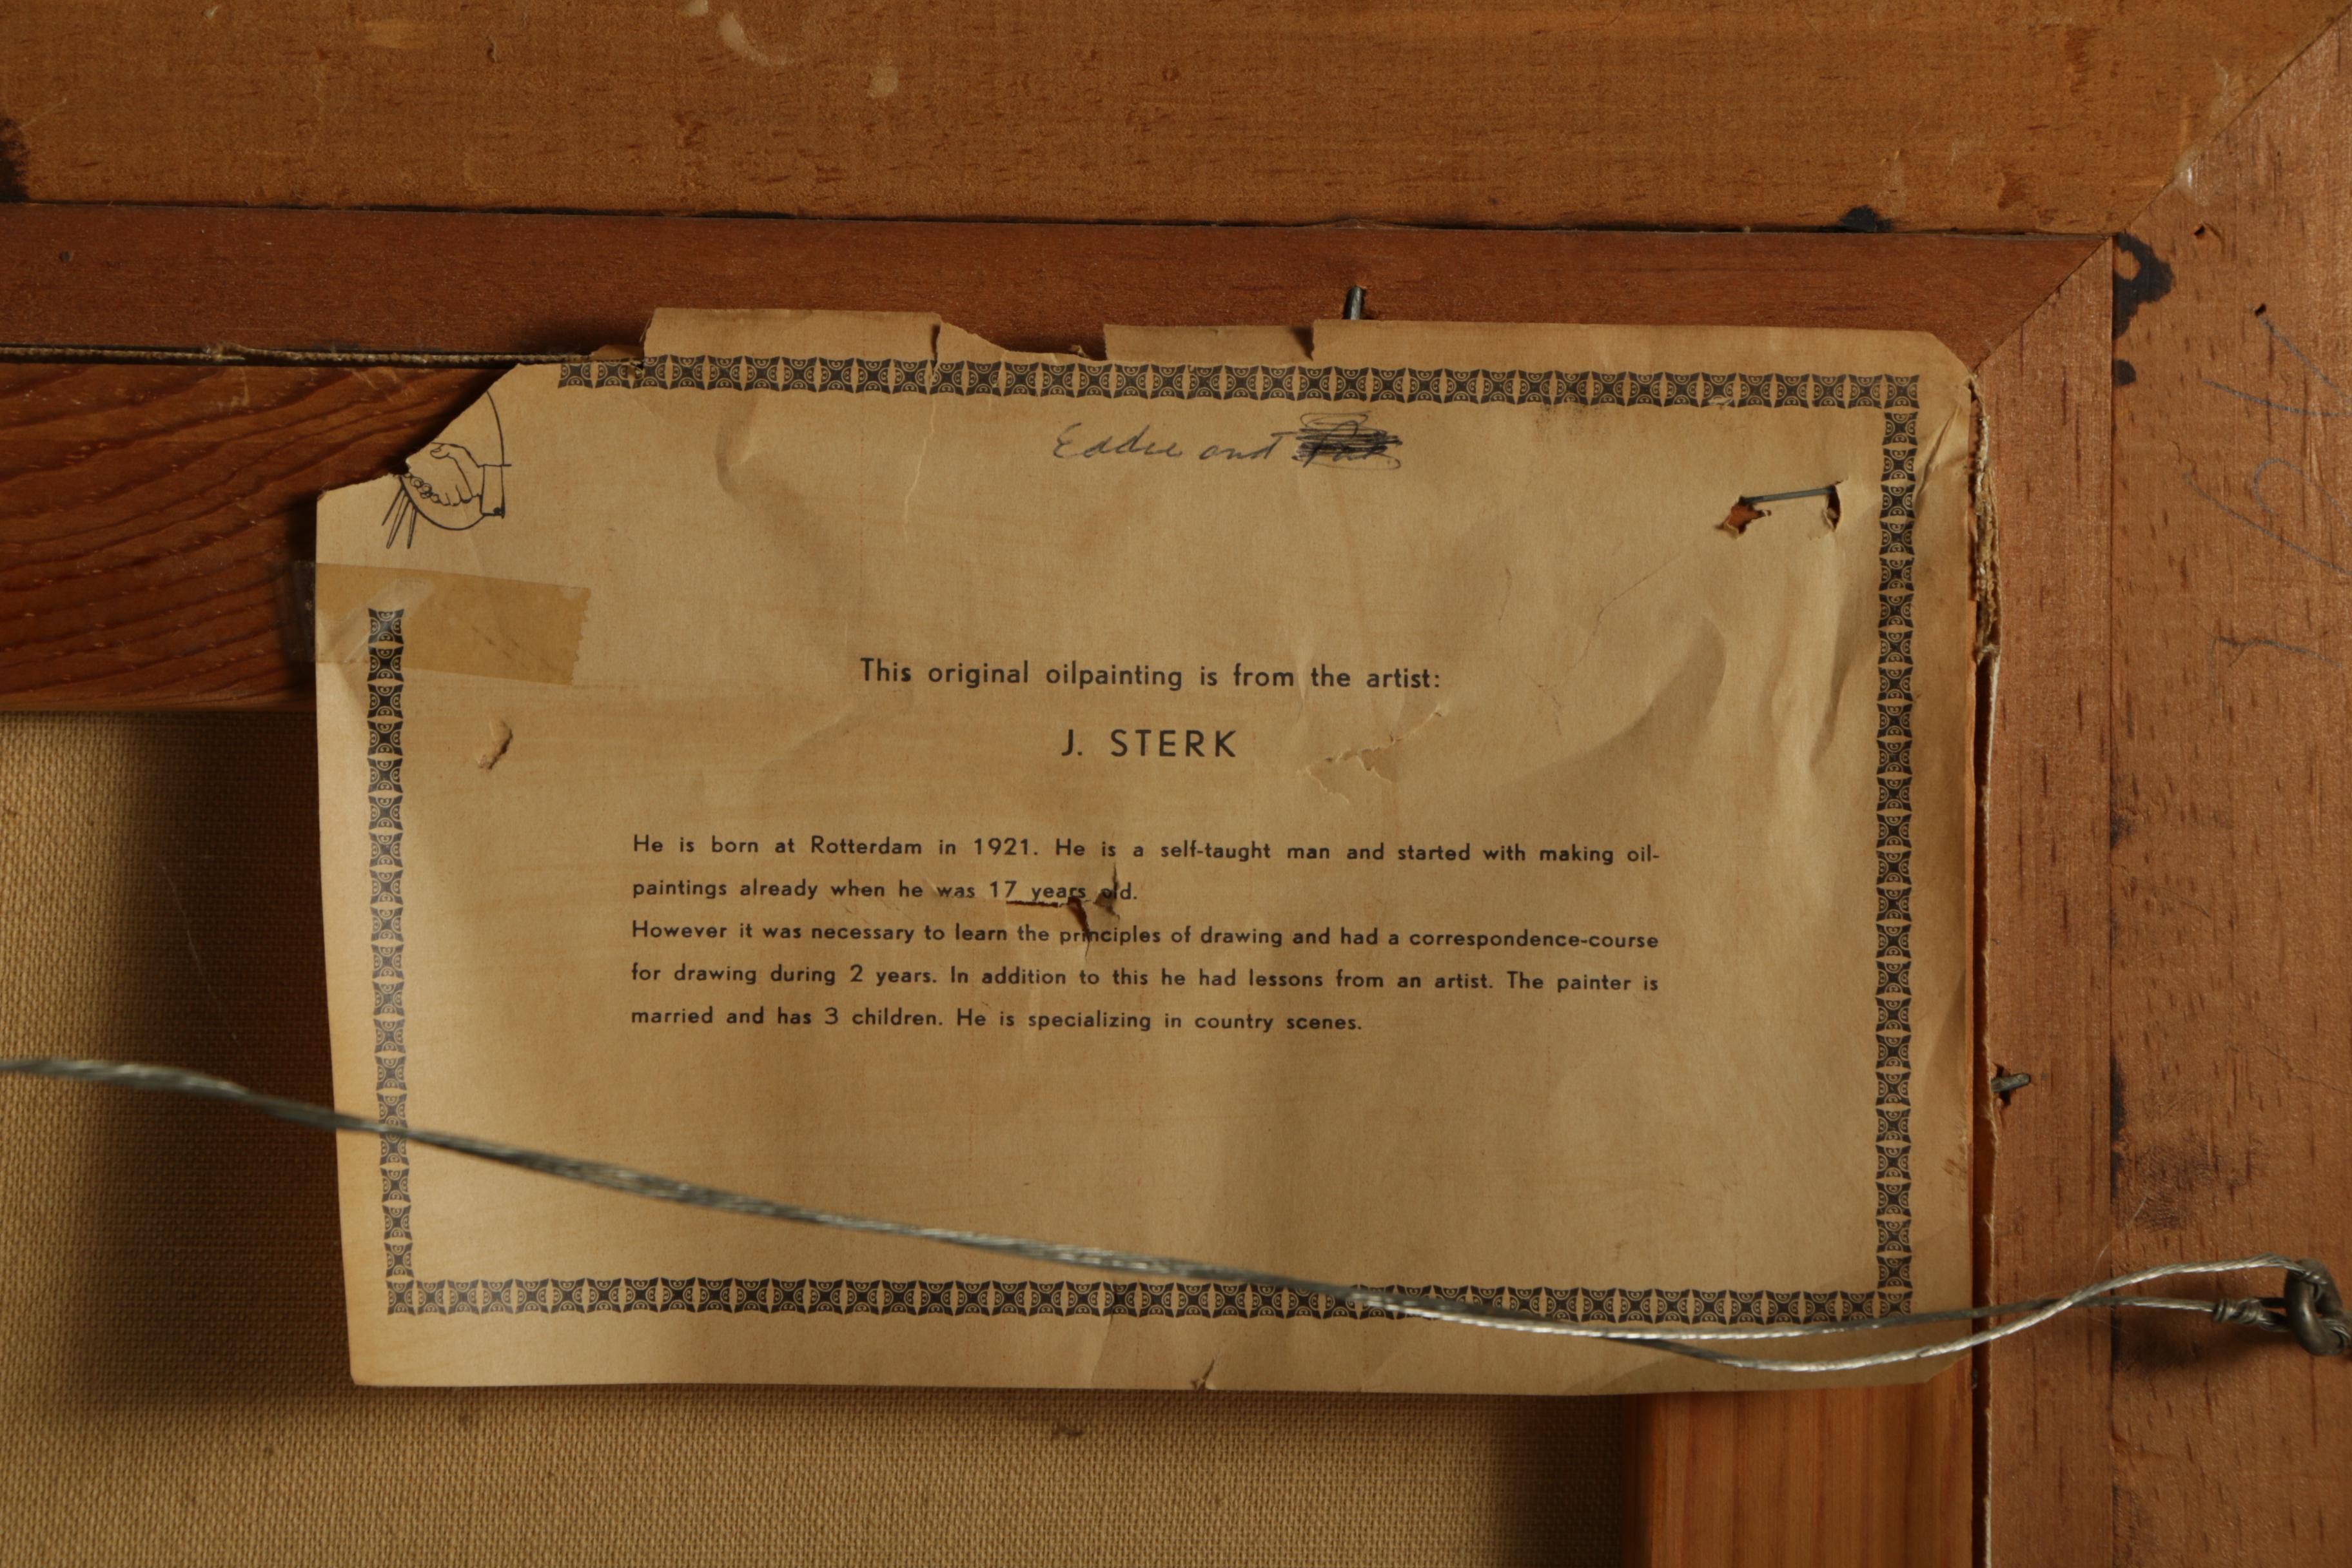 Eddie and
This original oilpainting is from the artist:
J. STERK
He is born at Rotterdam in 1921. He is a self-taught man and started with making oil-
paintings already when he was 17 years old.
However it was necessary to learn the principles of drawing and had a correspondence-course
for drawing during 2 years. In addition to this he had lessons from an artist. The painter is
married and has 3 children. He is specializing in country scenes.